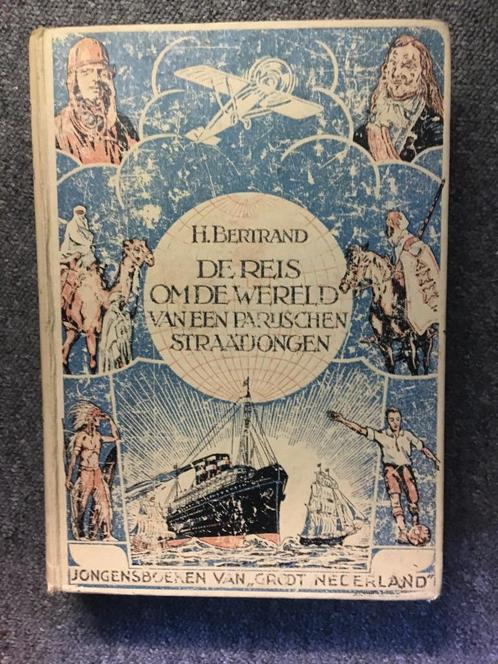 H. BERTRAND
DE REIS
OM DE WERELD
VAN EEN PARIJSCHEN
STRAATJONGEN
JONGENSBOEKEN VAN „GROOT NEDERLAND”